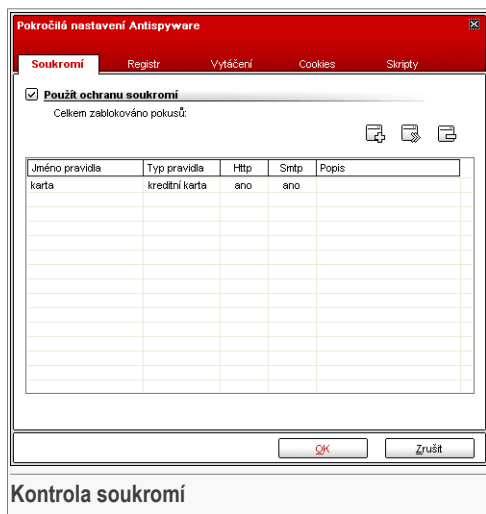 Pokročilá nastavení Antispyware
Soukromí Registr Vytáčení Cookies Skripty
Použít ochranu soukromí
Celkem zablokováno pokusů:
Jméno pravidla Typ pravidla Http Smtp Popis
karta kreditní karta ano ano
OK Zrušit
Kontrola soukromí